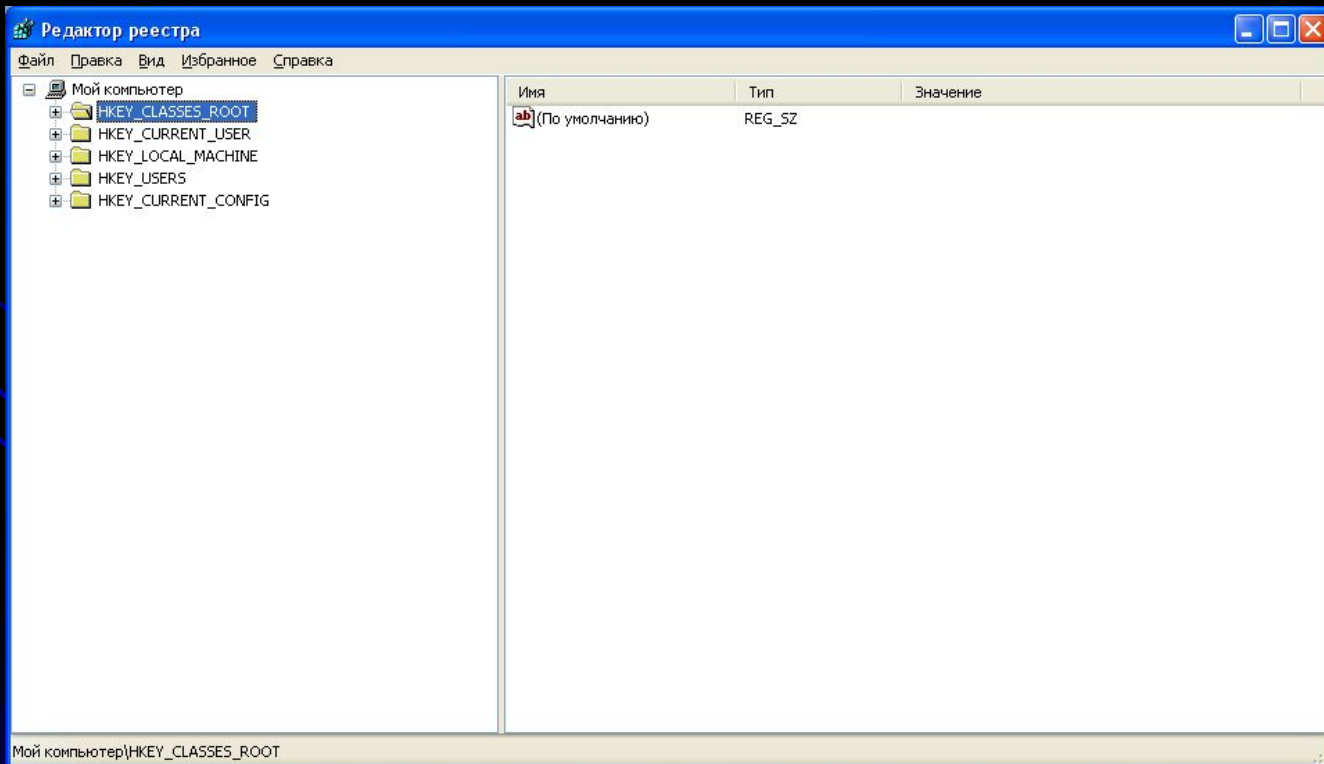 Редактор реестра
Файл Правка Вид Избранное Справка
Мой компьютер
HKEY_CLASSES_ROOT
HKEY_CURRENT_USER
HKEY_LOCAL_MACHINE
HKEY_USERS
HKEY_CURRENT_CONFIG
Имя Тип Значение
ab (По умолчанию) REG_SZ
Мой компьютер\HKEY_CLASSES_ROOT